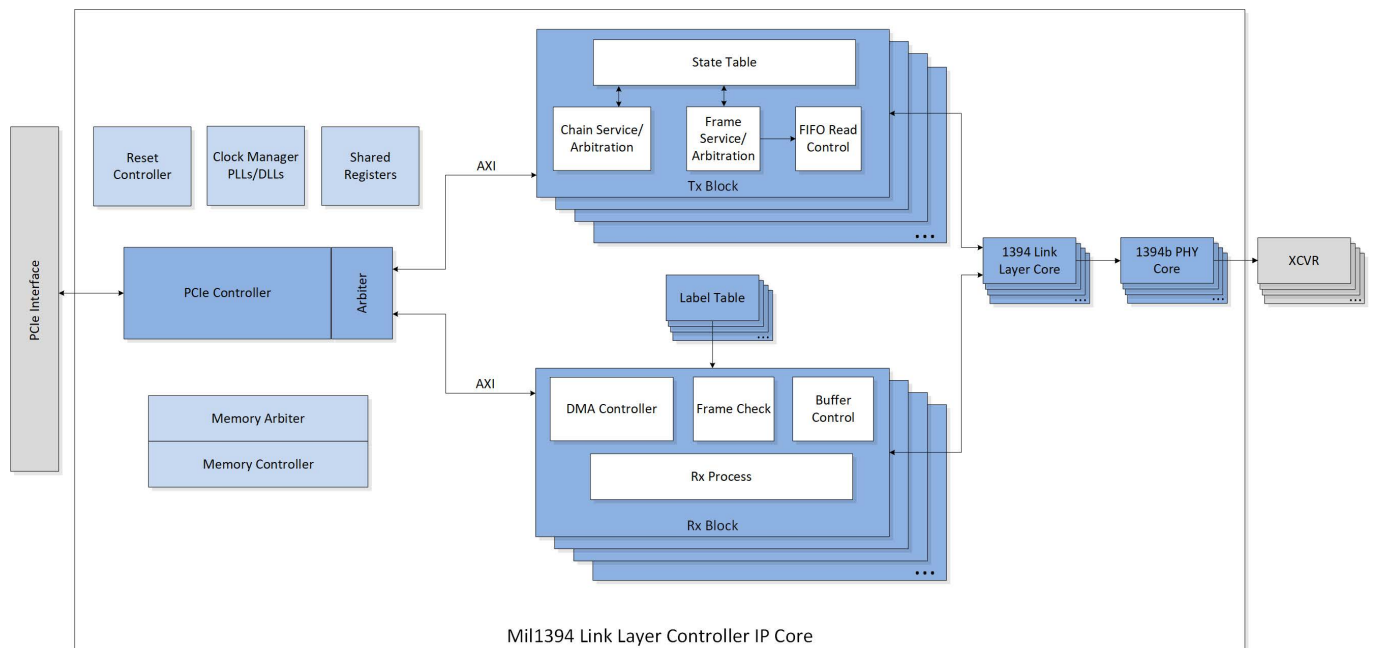 State Table
Chain Service/
Arbitration
Frame
Service/
Arbitration
FIFO Read
Control
Tx Block
...
Reset
Controller
Clock Manager
PLLs/DLLs
Shared
Registers
AXI
PCIe Interface
PCIe Controller
Arbiter
1394 Link
Layer Core
...
1394b PHY
Core
...
XCVR
...
Label Table
...
AXI
DMA Controller
Frame Check
Buffer
Control
Memory Arbiter
Memory Controller
Rx Process
Rx Block
...
Mil1394 Link Layer Controller IP Core